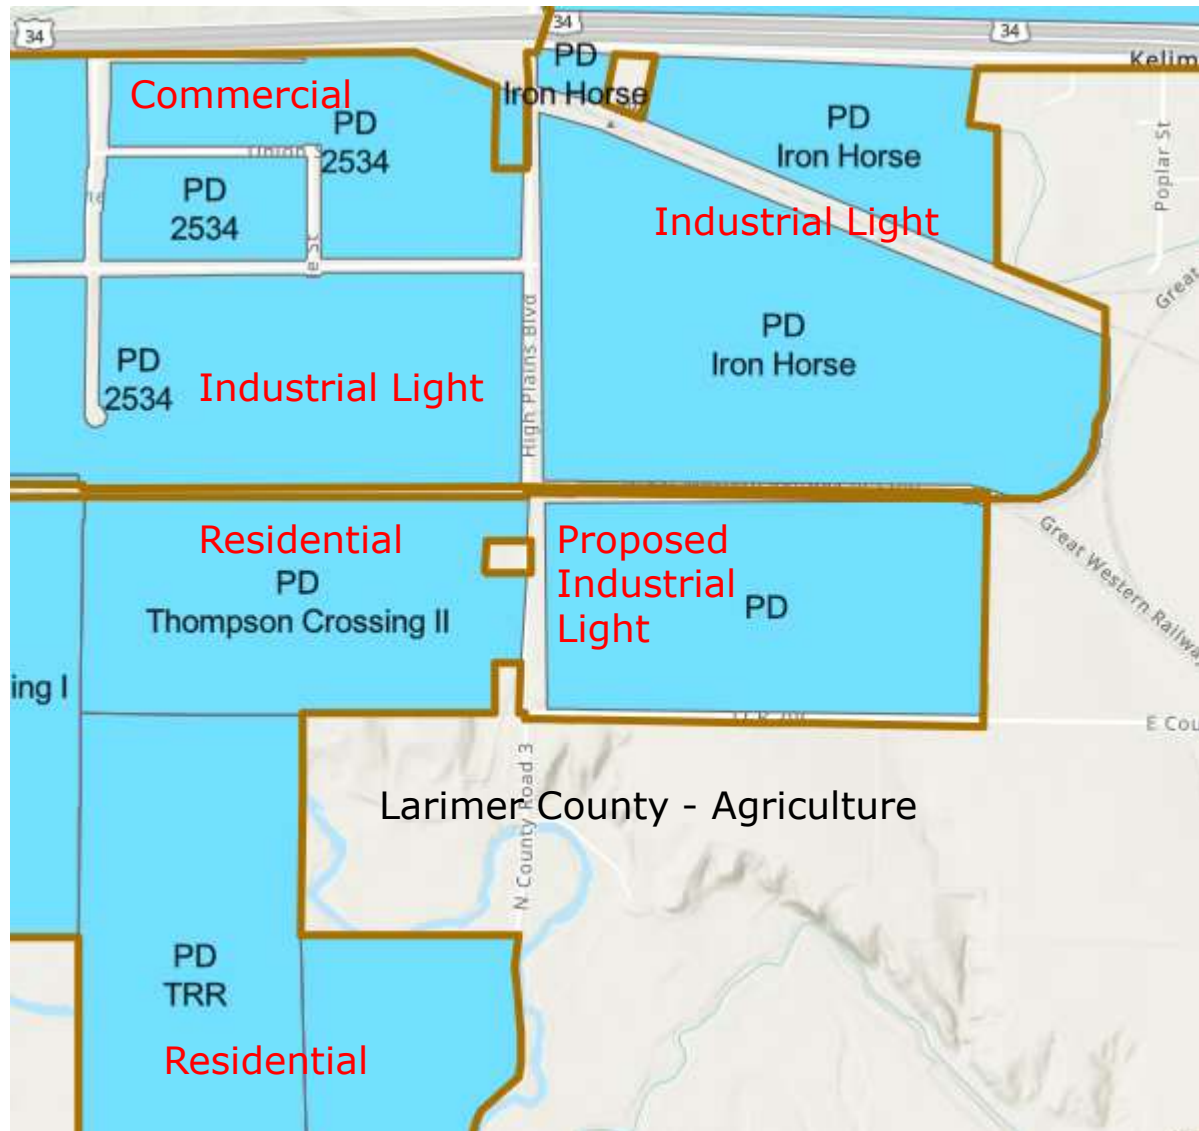 34
34
34
Kelim
PD
Iron Horse
Commercial
PD
2534
PD
Iron Horse
Poplar St
PD
2534
Industrial Light
Great
PD
Iron Horse
PD
2534
Industrial Light
High Plains Blvd
Residential
PD
Thompson Crossing II
Proposed
Industrial
Light
PD
Great Western Railway
ing I
E Cou
N County Road 3
Larimer County - Agriculture
PD
TRR
Residential